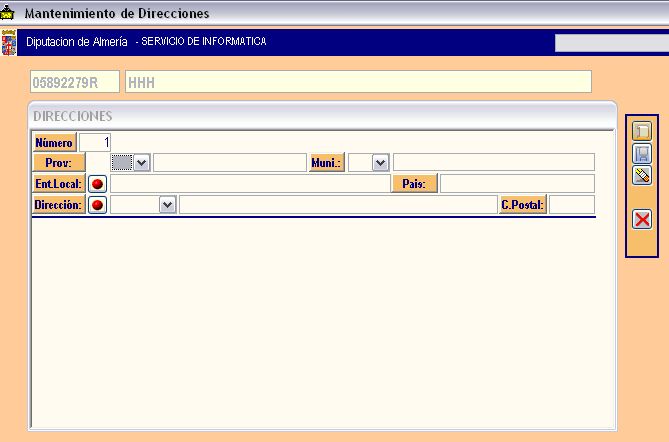 Mantenimiento de Direcciones
Diputacion de Almería - SERVICIO DE INFORMATICA
05892279R HHH
DIRECCIONES
Número 1
Prov: Muni.:
Ent.Local: Pais:
Dirección: C.Postal: